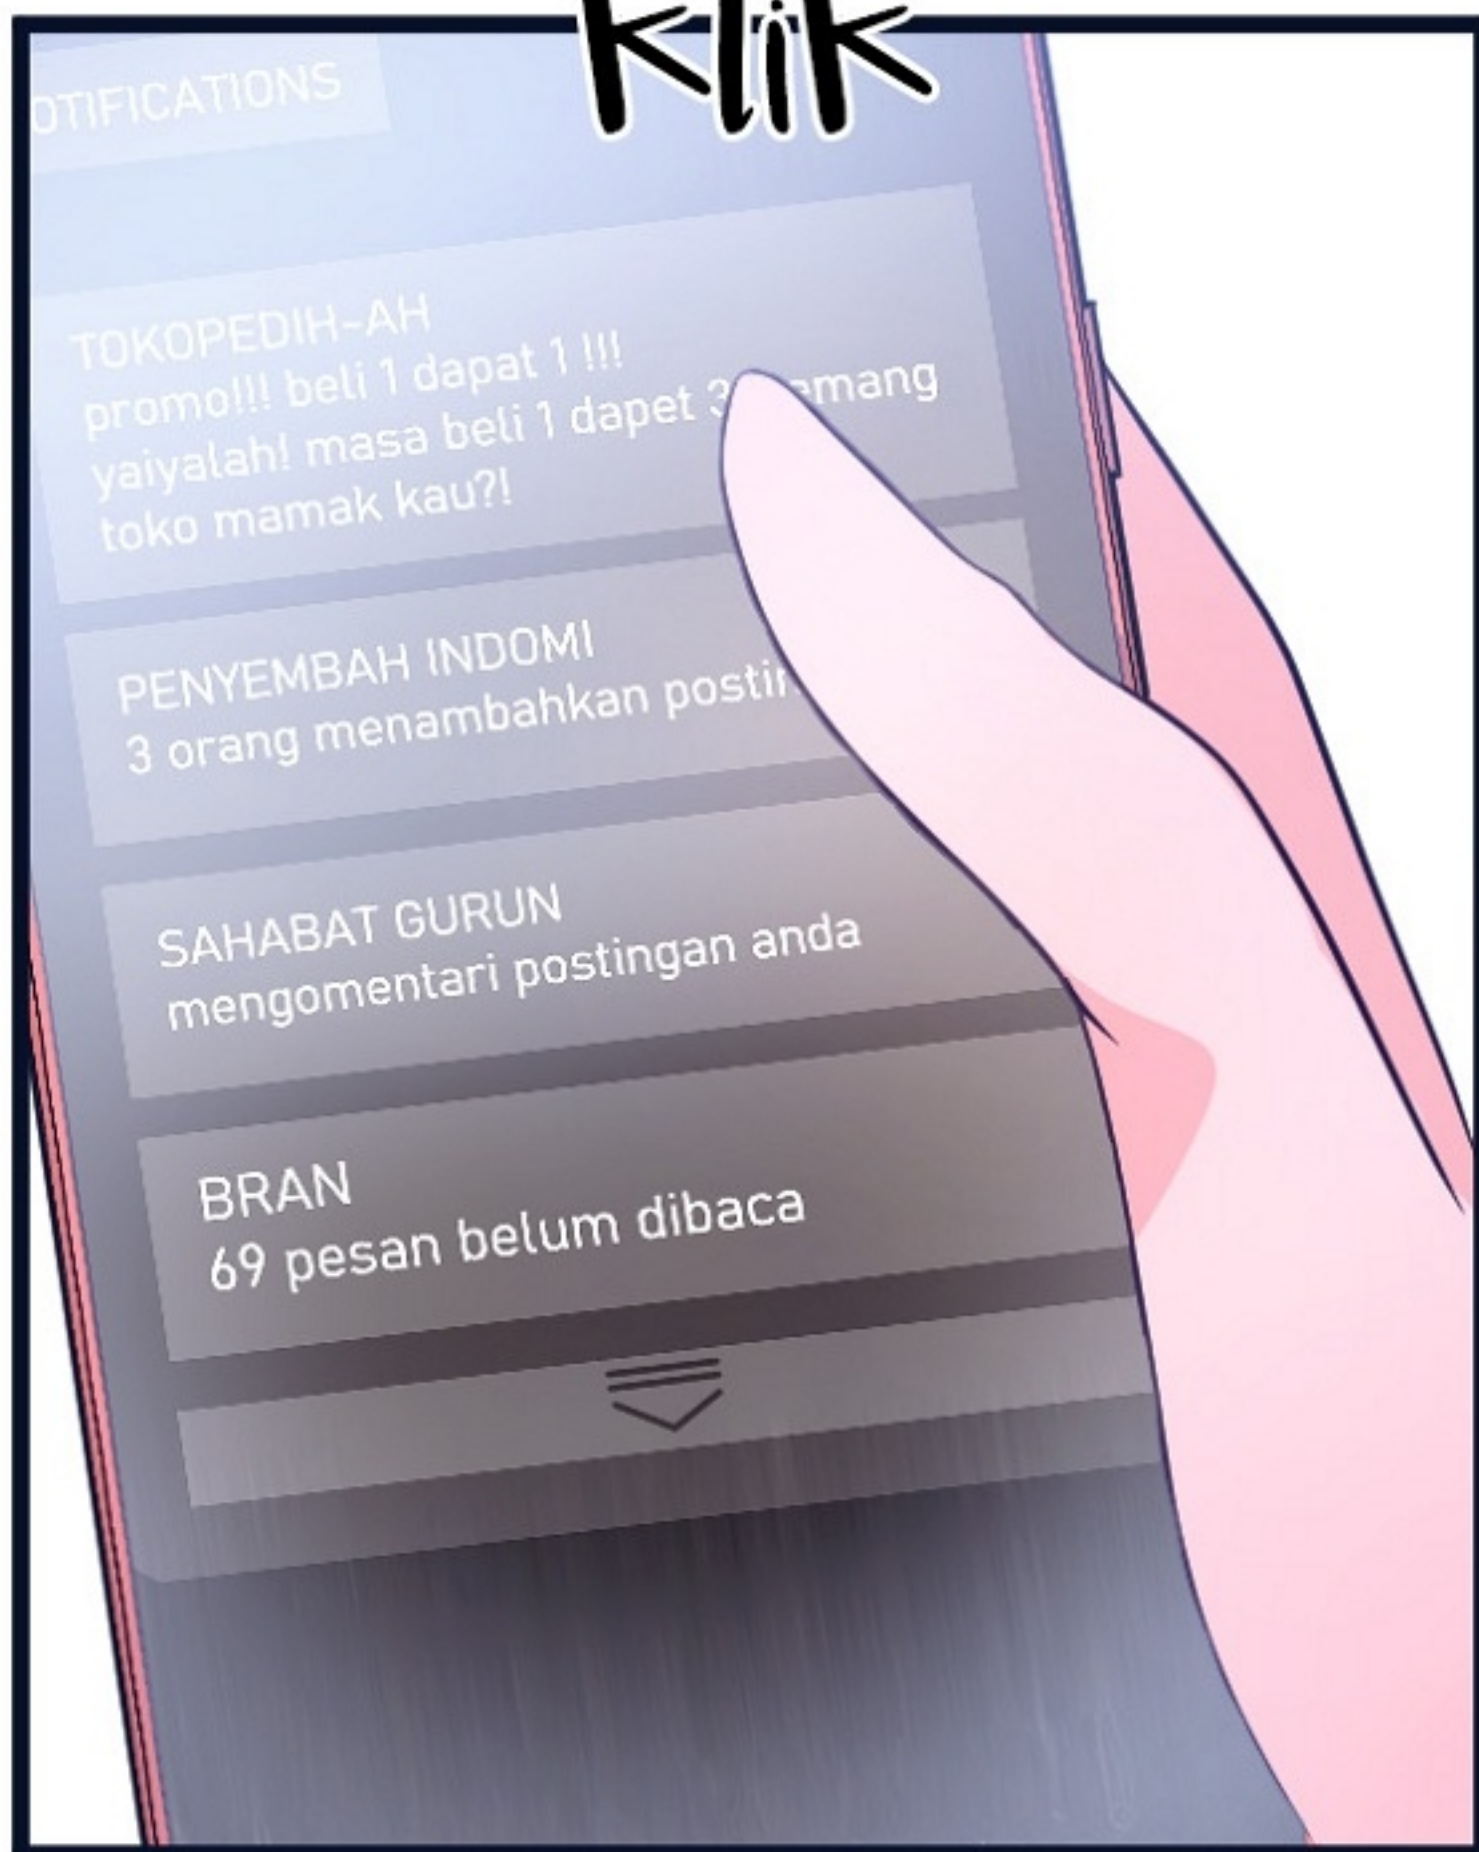 Klik
OTIFICATIONS
TOKOPEDIH-AH
promo!!! beli 1 dapat 1 !!!
yaiyalah! masa beli 1 dapet 3
toko mamak kau?!
PENYEMBAH INDOMI
3 orang menambahkan
SAHABAT GURUN
mengomentari postingan anda
BRAN
69 pesan belum dibaca